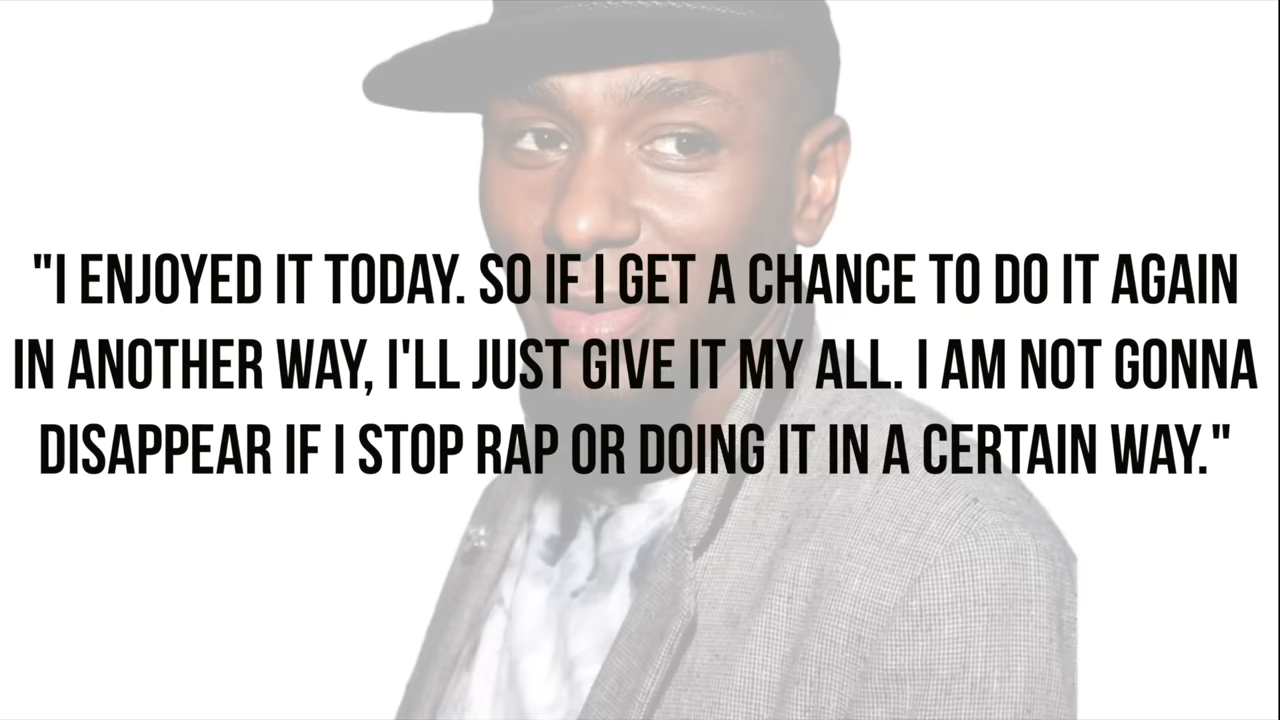 "I ENJOYED IT TODAY. SO IF I GET A CHANCE TO DO IT AGAIN
IN ANOTHER WAY, I'LL JUST GIVE IT MY ALL. I AM NOT GONNA
DISAPPEAR IF I STOP RAP OR DOING IT IN A CERTAIN WAY."